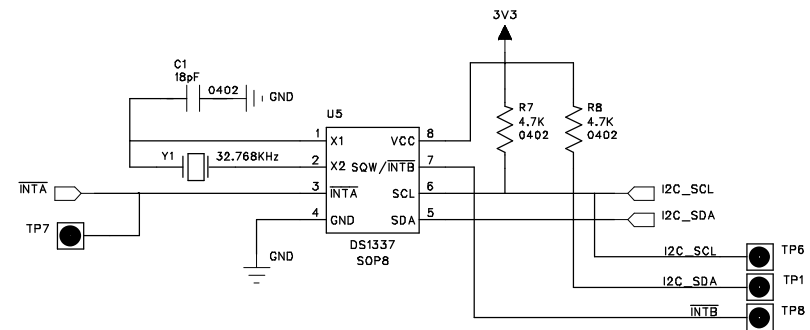 3V3
C1
18pF
0402
GND
U5
R7
4.7K
0402
R8
4.7K
0402
1
X1
VCC
8
Y1
32.768KHz
2
X2
SQW/INTB
7
INTA
3
INTA
SCL
6
I2C_SCL
4
GND
SDA
5
I2C_SDA
TP7
DS1337
SOP8
GND
I2C_SCL
TP6
I2C_SDA
TP1
INTB
TP8